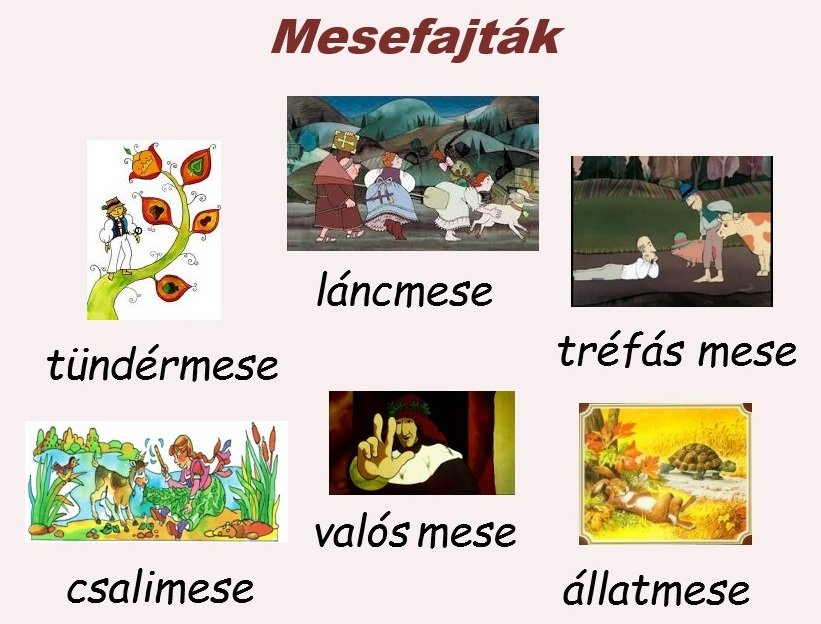 Mesefajták
láncmese
tréfás mese
tündérmese
valós mese
csalimese
állatmese